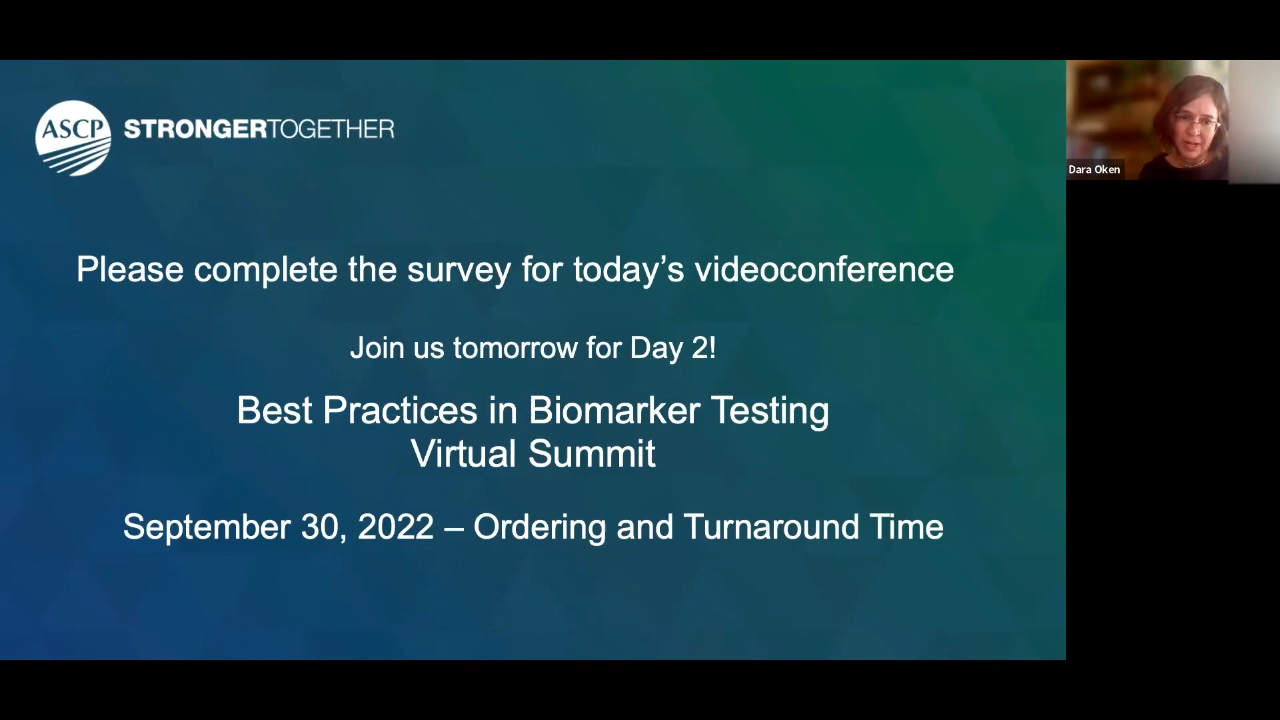 ASCP STRONGERTOGETHER
Dara Oken
Please complete the survey for today’s videoconference
Join us tomorrow for Day 2!
Best Practices in Biomarker Testing
Virtual Summit
September 30, 2022 – Ordering and Turnaround Time